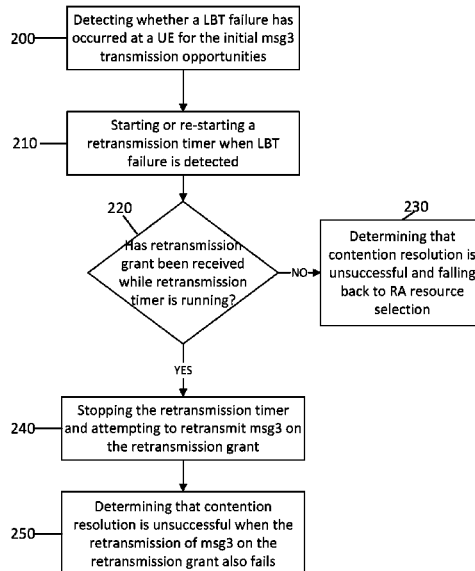 200
Detecting whether a LBT failure has
occurred at a UE for the initial msg3
transmission opportunities
210
Starting or re-starting a
retransmission timer when LBT
failure is detected
220
Has retransmission
grant been received
while retransmission
timer is running?
NO
230
Determining that
contention resolution is
unsuccessful and falling
back to RA resource
selection
YES
240
Stopping the retransmission timer
and attempting to retransmit msg3 on
the retransmission grant
250
Determining that contention
resolution is unsuccessful when the
retransmission of msg3 on the
retransmission grant also fails